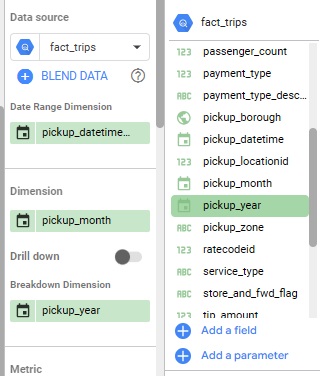 Data source
fact_trips
BLEND DATA
Date Range Dimension
pickup_datetime...
Dimension
pickup_month
Drill down
Breakdown Dimension
pickup_year
Metric
fact_trips
123 passenger_count
123 payment_type
ABC payment_type_desc...
pickup_borough
pickup_datetime
123 pickup_locationid
pickup_month
pickup_year
ABC pickup_zone
123 ratecodeid
ABC service_type
ABC store_and_fwd_flag
123 tip_amount
Add a field
Add a parameter